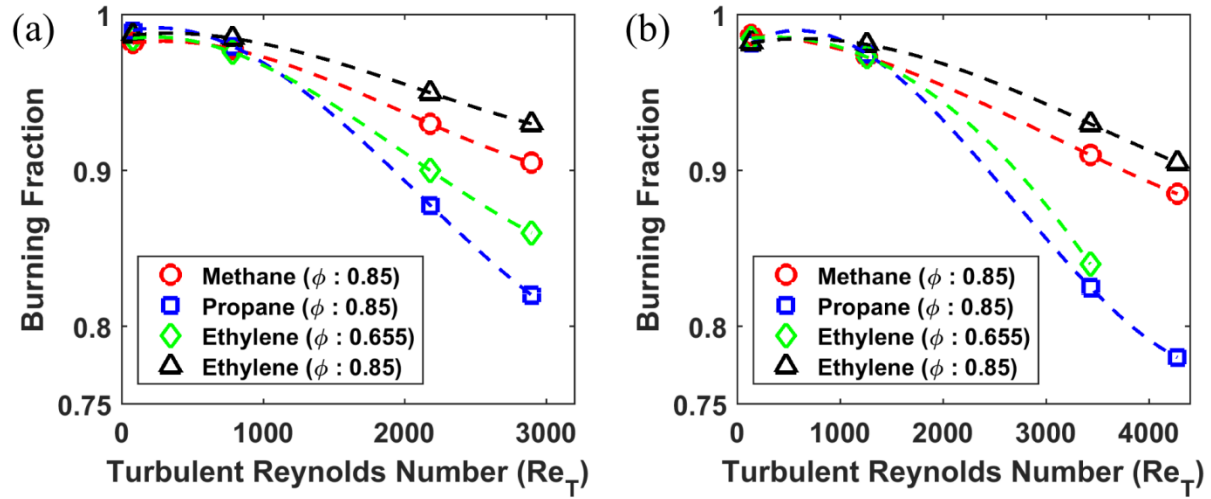 (a)
Burning Fraction
1
0.9
0.8
0.75
Methane (ϕ : 0.85)
Propane (ϕ : 0.85)
Ethylene (ϕ : 0.655)
Ethylene (ϕ : 0.85)
0 1000 2000 3000
Turbulent Reynolds Number (Re_T)
(b)
Burning Fraction
1
0.9
0.8
0.75
Methane (ϕ : 0.85)
Propane (ϕ : 0.85)
Ethylene (ϕ : 0.655)
Ethylene (ϕ : 0.85)
0 1000 2000 3000 4000
Turbulent Reynolds Number (Re_T)